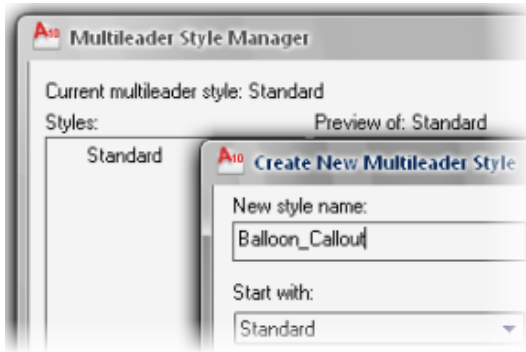 A10 Multileader Style Manager
Current multileader style: Standard
Styles:
Preview of: Standard
Standard
A10 Create New Multileader Style
New style name:
Balloon_Callout
Start with:
Standard